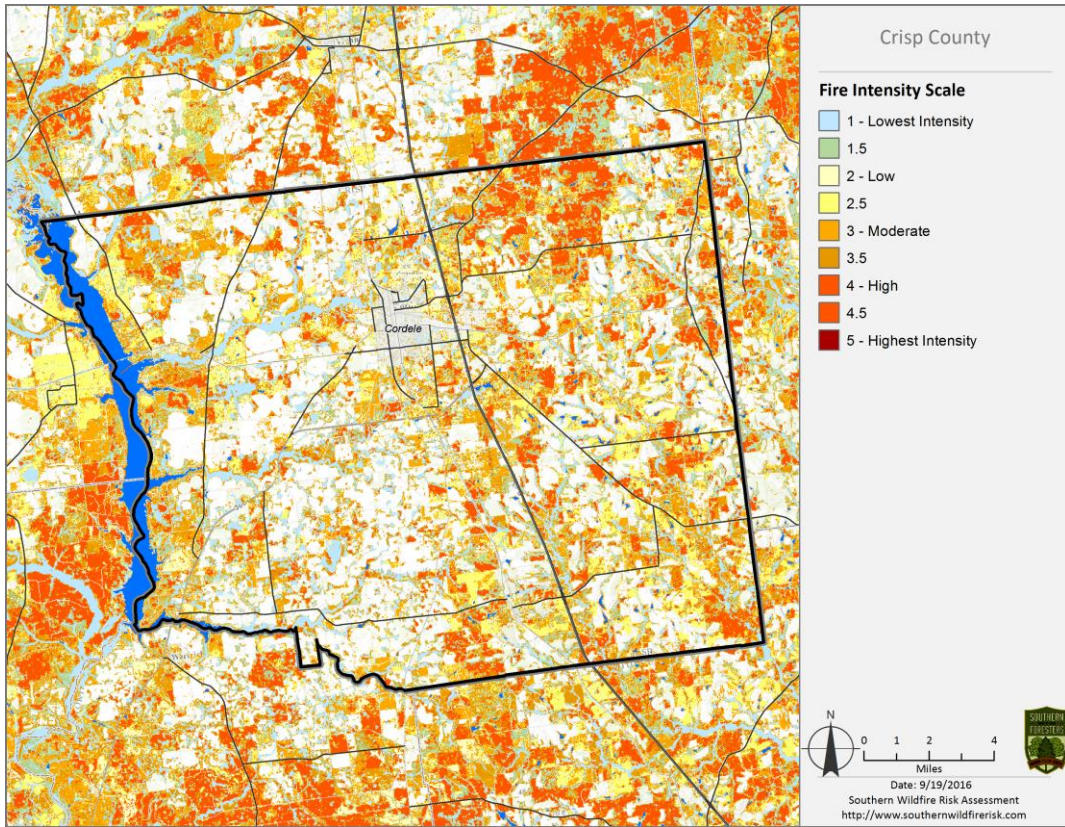 Crisp County
Fire Intensity Scale
1 - Lowest Intensity
1.5
2 - Low
2.5
3 - Moderate
3.5
4 - High
4.5
5 - Highest Intensity
Cordele
N
0 1 2 4
Miles
Date: 9/19/2016
Southern Wildfire Risk Assessment
http://www.southernwildfirerisk.com
SOUTHERN
FORESTERS